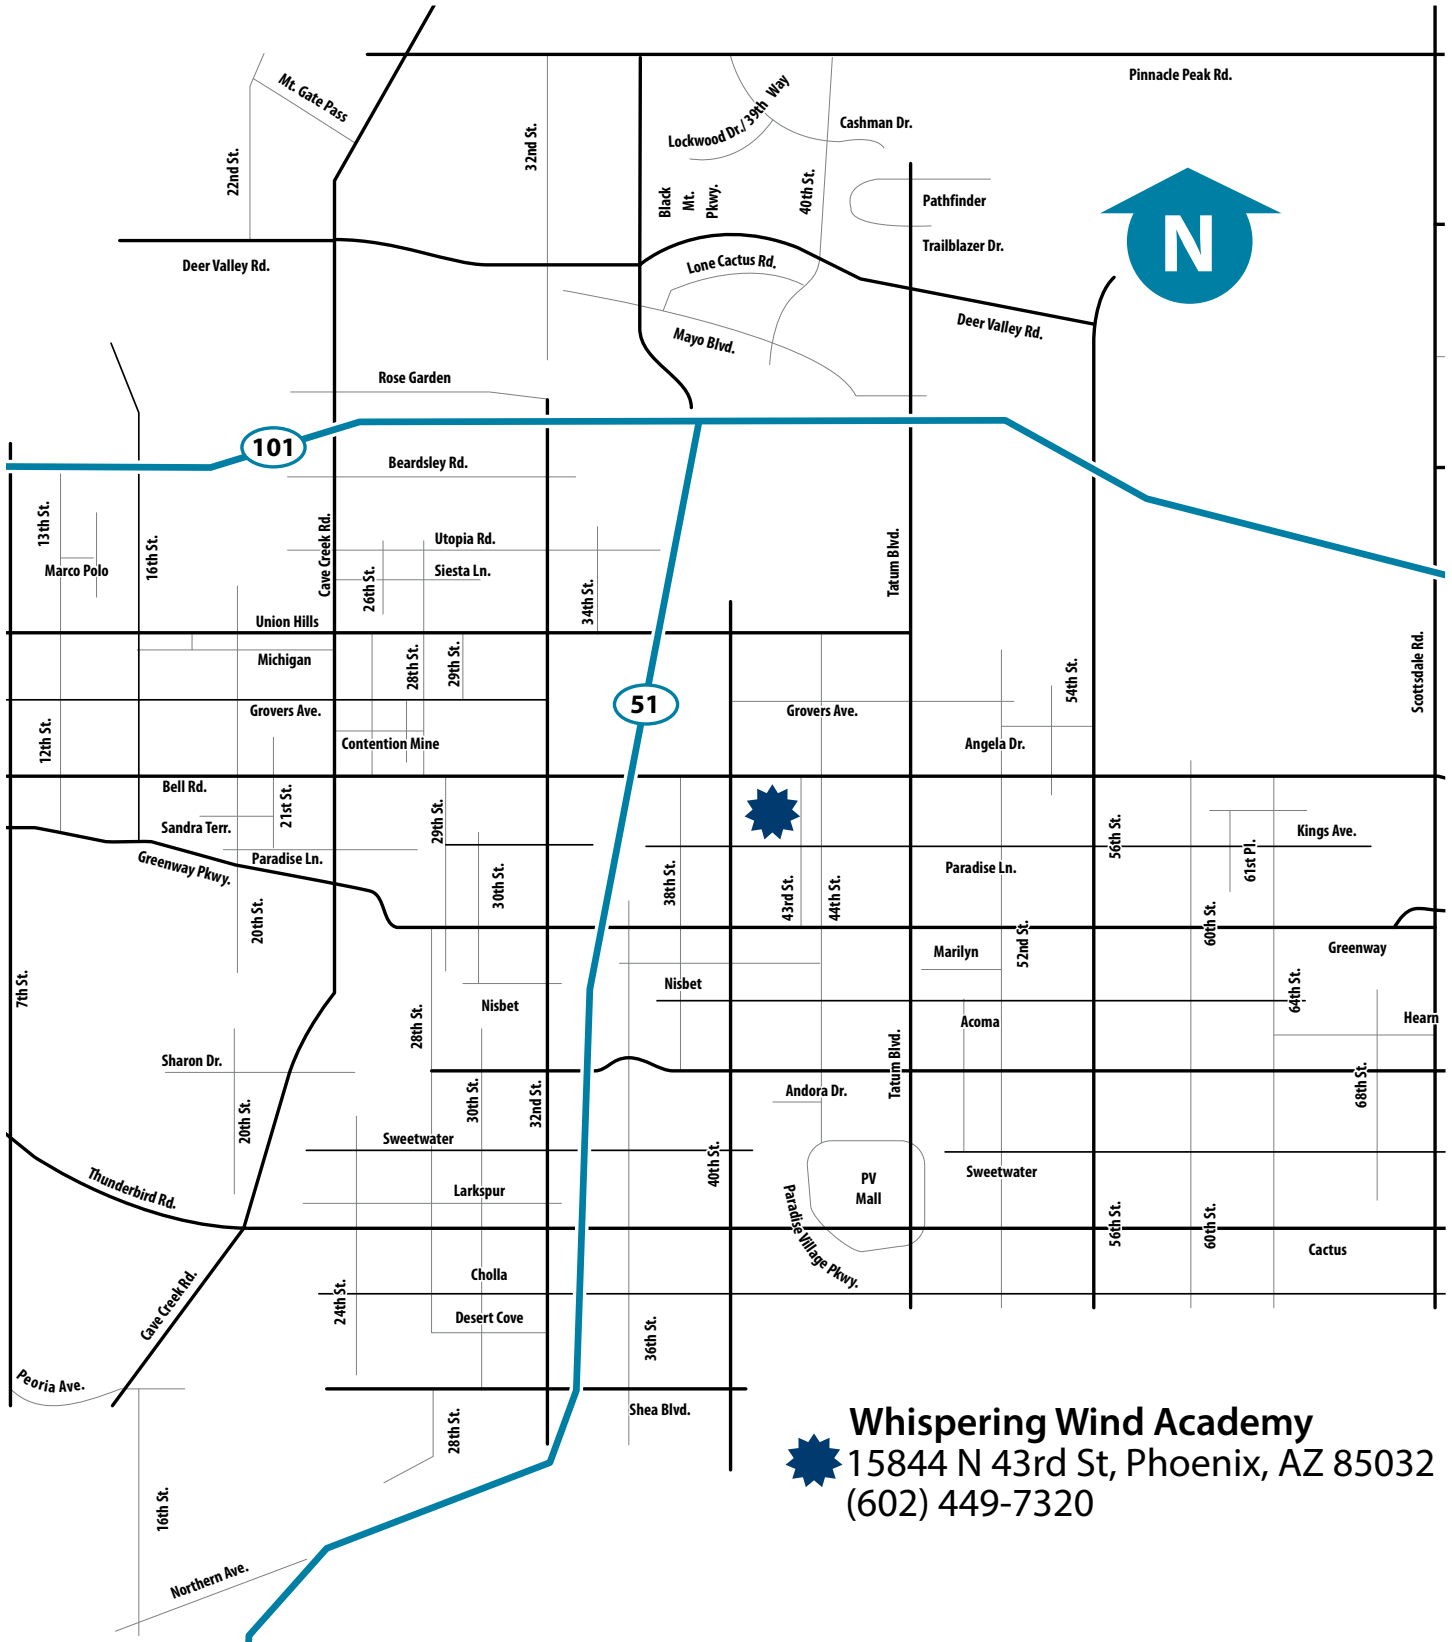 Pinnacle Peak Rd.
Mt. Gate Pass
22nd St.
32nd St.
Lockwood Dr./ 39th Way
Cashman Dr.
Black
Mt.
Pkwy.
40th St.
Pathfinder
Trailblazer Dr.
N
Deer Valley Rd.
Lone Cactus Rd.
Mayo Blvd.
Deer Valley Rd.
Rose Garden
101
Beardsley Rd.
13th St.
Marco Polo
16th St.
Cave Creek Rd.
Utopia Rd.
Siesta Ln.
26th St.
34th St.
Tatum Blvd.
Union Hills
Michigan
28th St.
29th St.
54th St.
Scottsdale Rd.
51
Grovers Ave.
Grovers Ave.
12th St.
Contention Mine
Angela Dr.
Bell Rd.
21st St.
Sandra Terr.
29th St.
56th St.
Kings Ave.
Greenway Pkwy.
Paradise Ln.
30th St.
38th St.
43rd St.
44th St.
Paradise Ln.
61st Pl.
20th St.
52nd St.
60th St.
Marilyn
Greenway
7th St.
Nisbet
Nisbet
28th St.
64th St.
Acoma
Hearn
Sharon Dr.
20th St.
30th St.
32nd St.
Andora Dr.
Tatum Blvd.
68th St.
Sweetwater
40th St.
Sweetwater
Thunderbird Rd.
Larkspur
PV
Mall
Paradise Village Pkwy.
56th St.
60th St.
Cactus
Cave Creek Rd.
24th St.
Cholla
Desert Cove
36th St.
Peoria Ave.
Shea Blvd.
28th St.
16th St.
Northern Ave.
Whispering Wind Academy
15844 N 43rd St, Phoenix, AZ 85032
(602) 449-7320